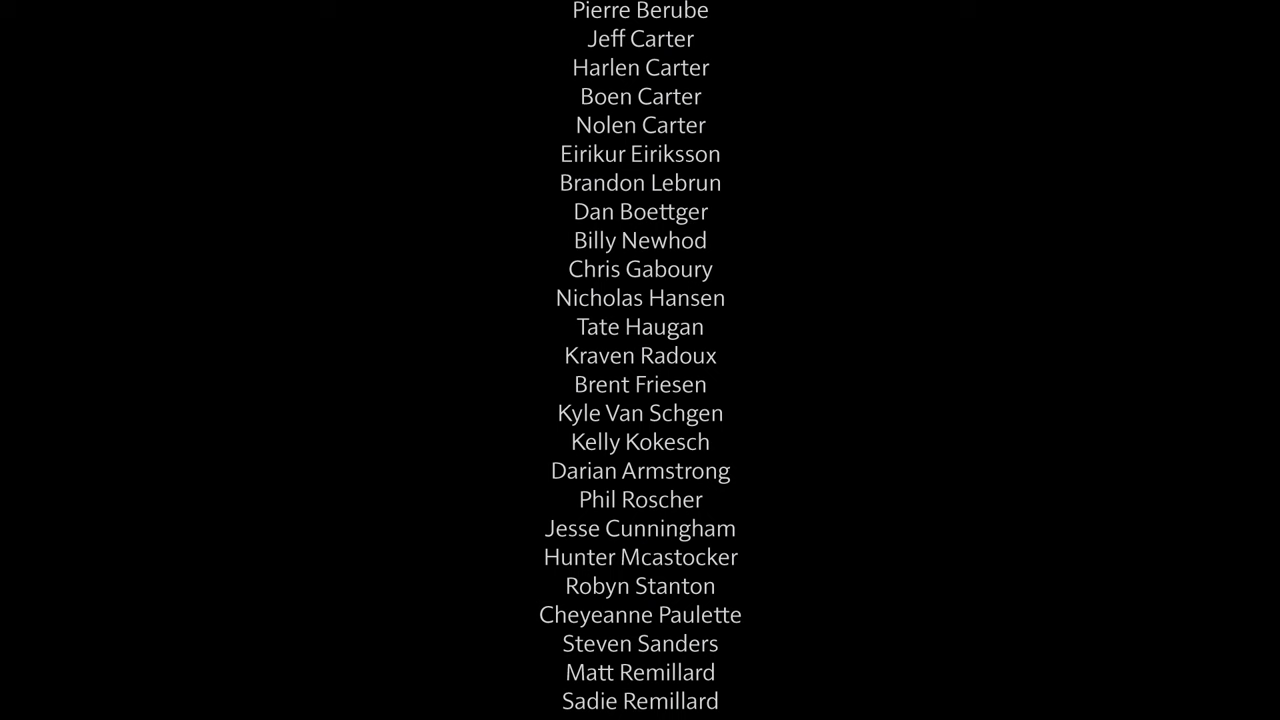 Pierre Berube
Jeff Carter
Harlen Carter
Boen Carter
Nolen Carter
Eirikur Eiriksson
Brandon Lebrun
Dan Boettger
Billy Newhod
Chris Gaboury
Nicholas Hansen
Tate Haugan
Kraven Radoux
Brent Friesen
Kyle Van Schgen
Kelly Kokesch
Darian Armstrong
Phil Roscher
Jesse Cunningham
Hunter Mcastocker
Robyn Stanton
Cheyeanne Paulette
Steven Sanders
Matt Remillard
Sadie Remillard